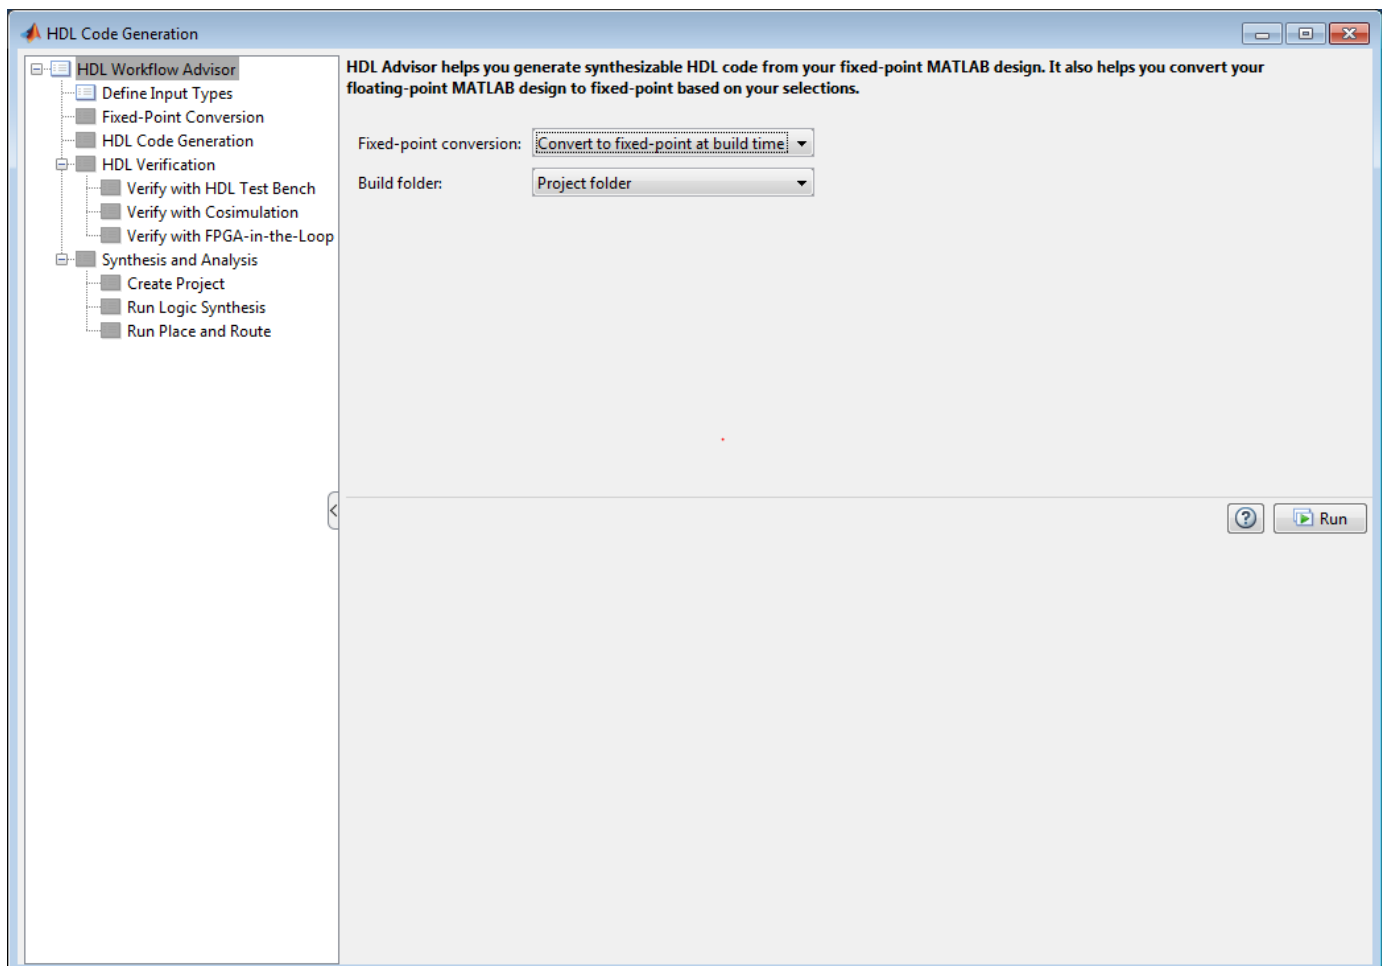 HDL Code Generation
HDL Workflow Advisor
Define Input Types
Fixed-Point Conversion
HDL Code Generation
HDL Verification
Verify with HDL Test Bench
Verify with Cosimulation
Verify with FPGA-in-the-Loop
Synthesis and Analysis
Create Project
Run Logic Synthesis
Run Place and Route
HDL Advisor helps you generate synthesizable HDL code from your fixed-point MATLAB design. It also helps you convert your
floating-point MATLAB design to fixed-point based on your selections.
Fixed-point conversion: Convert to fixed-point at build time
Build folder: Project folder
Run